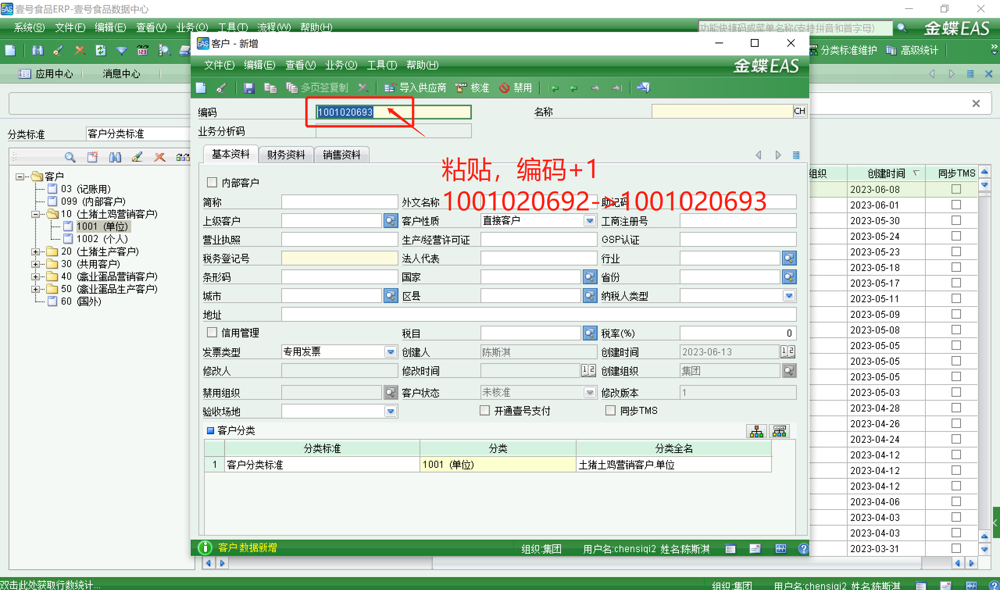 EAS 壹号食品ERP-壹号食品数据中心
系统(S) 文件(F) 编辑(E) 查看(V) 业务(O) 工具(T) 流程(W) 帮助(H)
功能快捷码或菜单名称(支持拼音和首字母)
金蝶EAS
EAS 客户 - 新增
分类标准维护 高级统计
文件(F) 编辑(E) 查看(V) 业务(O) 工具(T) 帮助(H)
金蝶EAS
应用中心 消息中心
多页签复制 导入供应商 核准 禁用
编码 1001020693 名称 CH
业务分析码
分类标准 客户分类标准
基本资料 财务资料 销售资料
粘贴，编码+1
1001020692->1001020693
客户
03 (记账用)
099 (内部客户)
10 (土猪土鸡营销客户)
1001 (单位)
1002 (个人)
20 (土猪生产客户)
30 (共用客户)
40 (禽业蛋品营销客户)
50 (禽业蛋品生产客户)
60 (国外)
内部客户
简称 外文名称 助记码
上级客户 客户性质 直接客户 工商注册号
营业执照 生产/经营许可证 GSP认证
税务登记号 法人代表 行业
条形码 国家 省份
城市 区县 纳税人类型
地址
信用管理 税目 税率(%) 0
发票类型 专用发票 创建人 陈斯淇 创建时间 2023-06-13
修改人 修改时间 创建组织 集团
禁用组织 客户状态 未核准 修改版本 1
验收场地 开通壹号支付 同步TMS
客户分类
分类标准 分类 分类全名
1 客户分类标准 1001 (单位) 土猪土鸡营销客户.单位
组织 创建时间 同步TMS
2023-06-08
2023-06-01
2023-05-30
2023-05-24
2023-05-23
2023-05-18
2023-05-17
2023-05-11
2023-05-09
2023-05-08
2023-05-05
2023-05-05
2023-05-05
2023-05-03
2023-04-28
2023-04-26
2023-04-24
2023-04-12
2023-04-12
2023-04-12
2023-04-06
2023-04-03
2023-04-03
2023-03-31
客户 数据新增 组织:集团 用户名:chensiqi2 姓名:陈斯淇
双击此处获取行数统计... 组织:集团 用户名:chensiqi2 姓名:陈斯淇